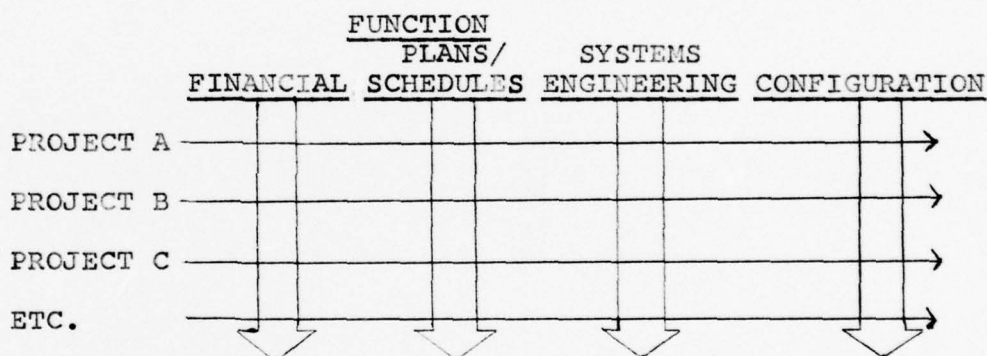 FUNCTION
PLANS/ SYSTEMS
FINANCIAL SCHEDULES ENGINEERING CONFIGURATION
PROJECT A
PROJECT B
PROJECT C
ETC.